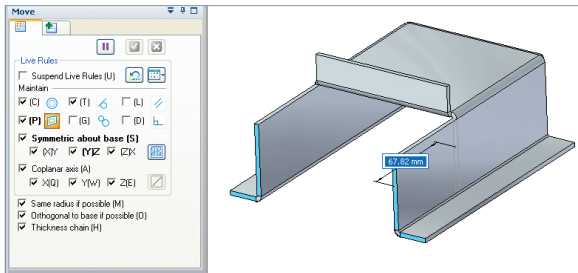 Move
Live Rules
Suspend Live Rules (U)
Maintain
(C) (T) (L)
(P) (G) (D)
Symmetric about base (S)
(X)Y (Y)Z (Z)X
Coplanar axis (A)
X(Q) Y(W) Z(E)
Same radius if possible (M)
Orthogonal to base if possible (O)
Thickness chain (H)
67.82 mm